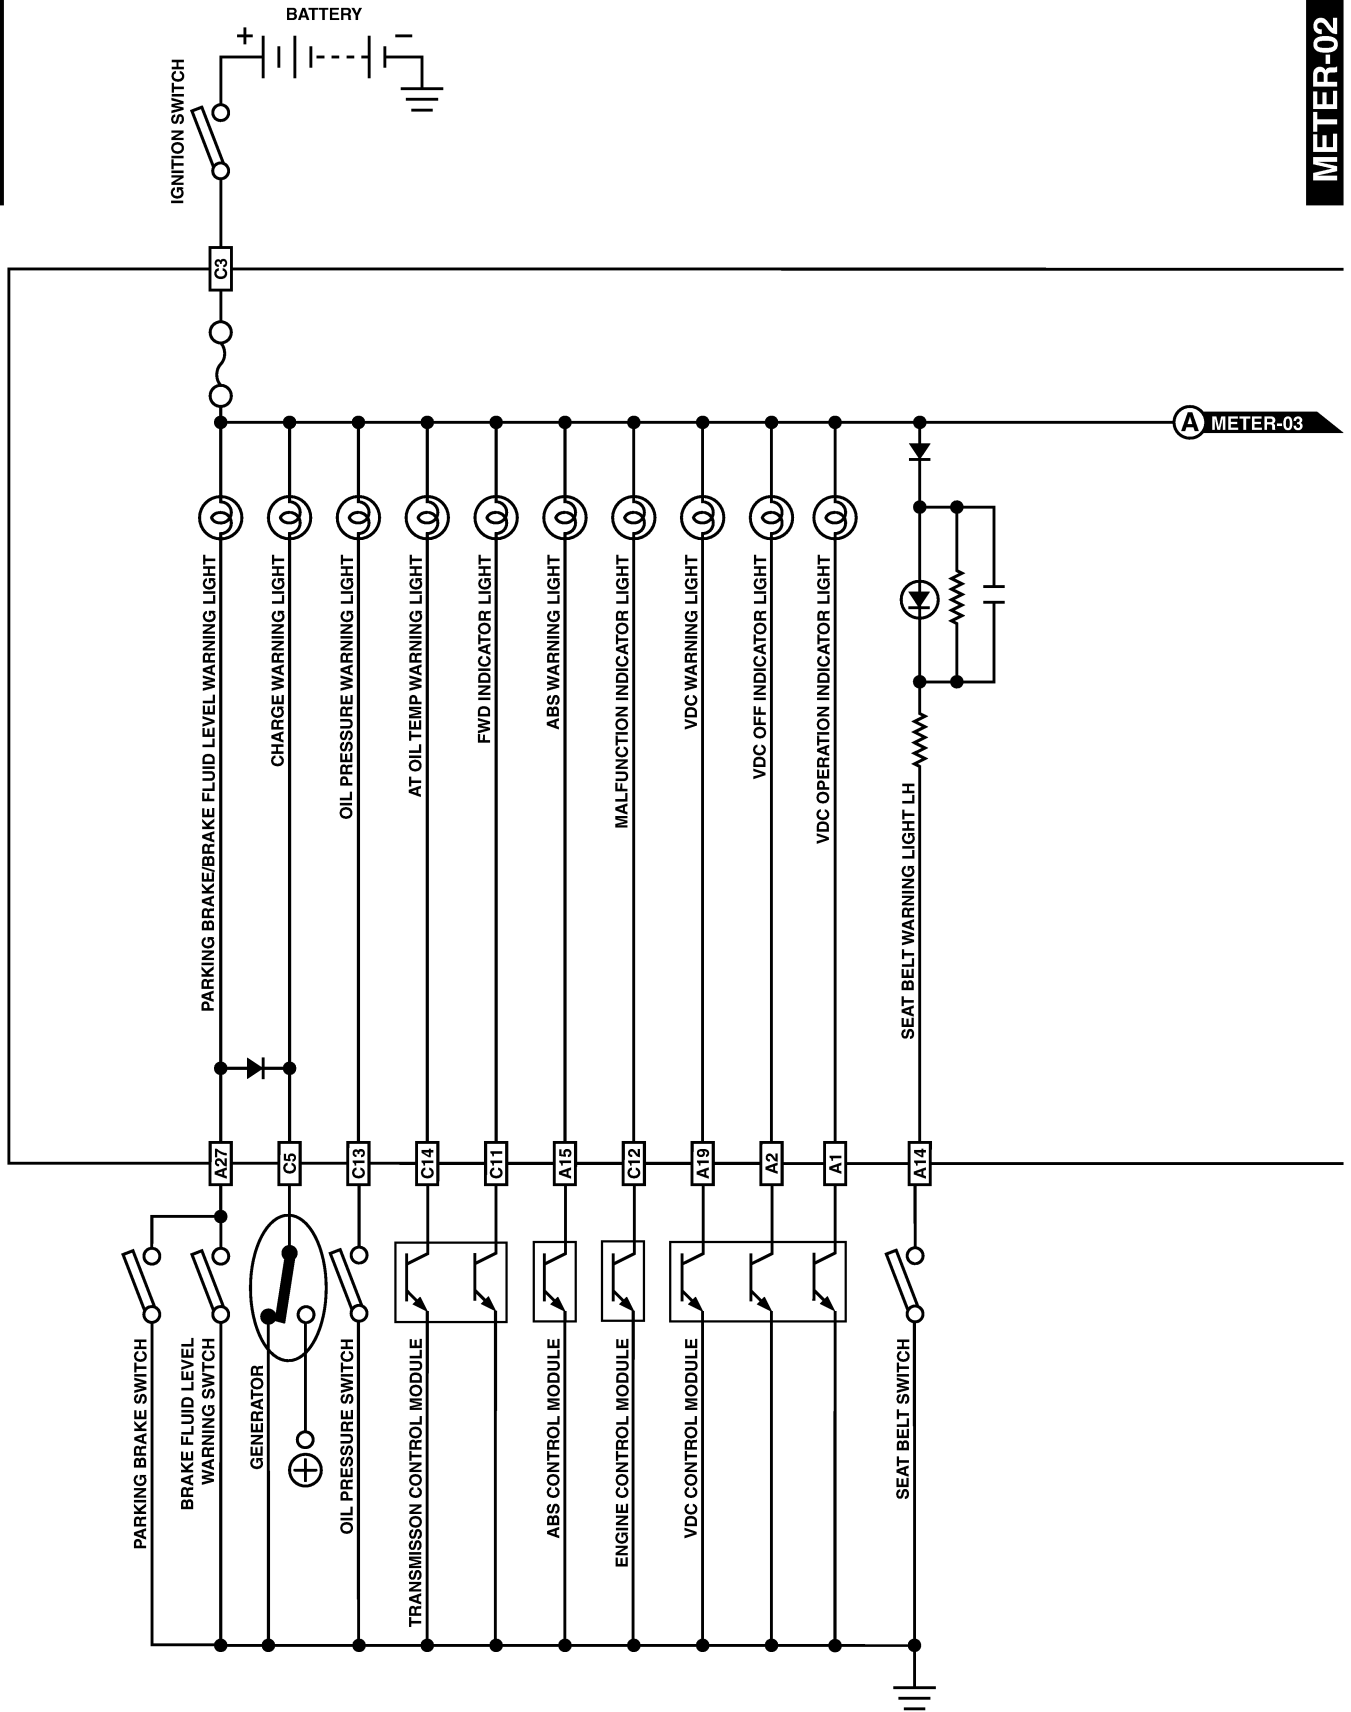 BATTERY
+
−
IGNITION SWITCH
METER-02
C3
A
METER-03
PARKING BRAKE/BRAKE FLUID LEVEL WARNING LIGHT
CHARGE WARNING LIGHT
OIL PRESSURE WARNING LIGHT
AT OIL TEMP WARNING LIGHT
FWD INDICATOR LIGHT
ABS WARNING LIGHT
MALFUNCTION INDICATOR LIGHT
VDC WARNING LIGHT
VDC OFF INDICATOR LIGHT
VDC OPERATION INDICATOR LIGHT
SEAT BELT WARNING LIGHT LH
A27
C5
C13
C14
C11
A15
C12
A19
A2
A1
A14
PARKING BRAKE SWITCH
BRAKE FLUID LEVEL
WARNING SWTCH
GENERATOR
+
OIL PRESSURE SWITCH
TRANSMISSON CONTROL MODULE
ABS CONTROL MODULE
ENGINE CONTROL MODULE
VDC CONTROL MODULE
SEAT BELT SWITCH